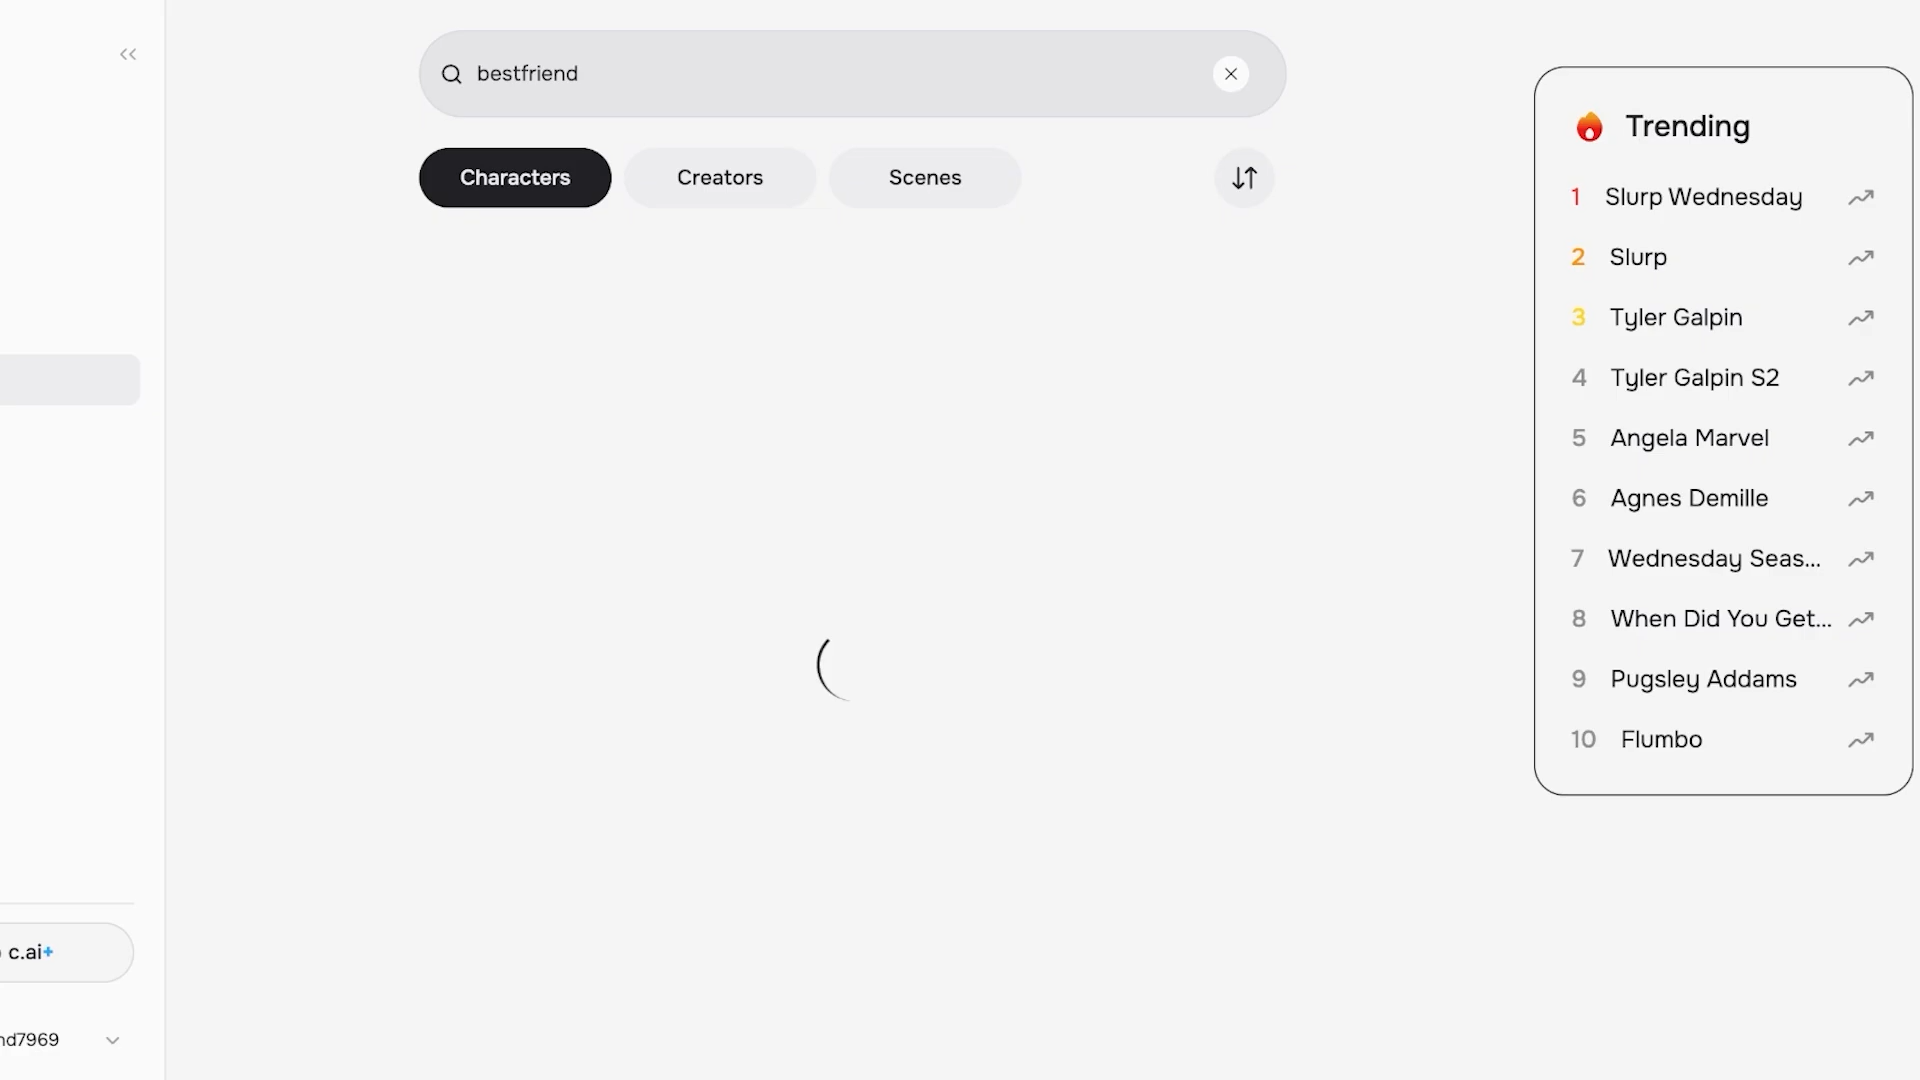 bestfriend
Characters
Creators
Scenes
Trending
1 Slurp Wednesday
2 Slurp
3 Tyler Galpin
4 Tyler Galpin S2
5 Angela Marvel
6 Agnes Demille
7 Wednesday Seas...
8 When Did You Get...
9 Pugsley Addams
10 Flumbo
c.ai+
nd7969